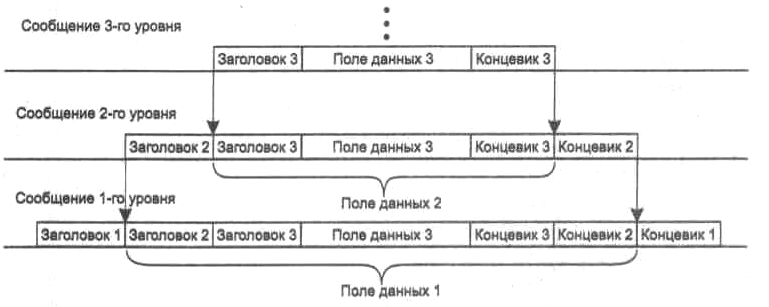 Сообщение 3-го уровня
Заголовок 3 Поле данных 3 Концевик 3
Сообщение 2-го уровня
Заголовок 2 Заголовок 3 Поле данных 3 Концевик 3 Концевик 2
Поле данных 2
Сообщение 1-го уровня
Заголовок 1 Заголовок 2 Заголовок 3 Поле данных 3 Концевик 3 Концевик 2 Концевик 1
Поле данных 1